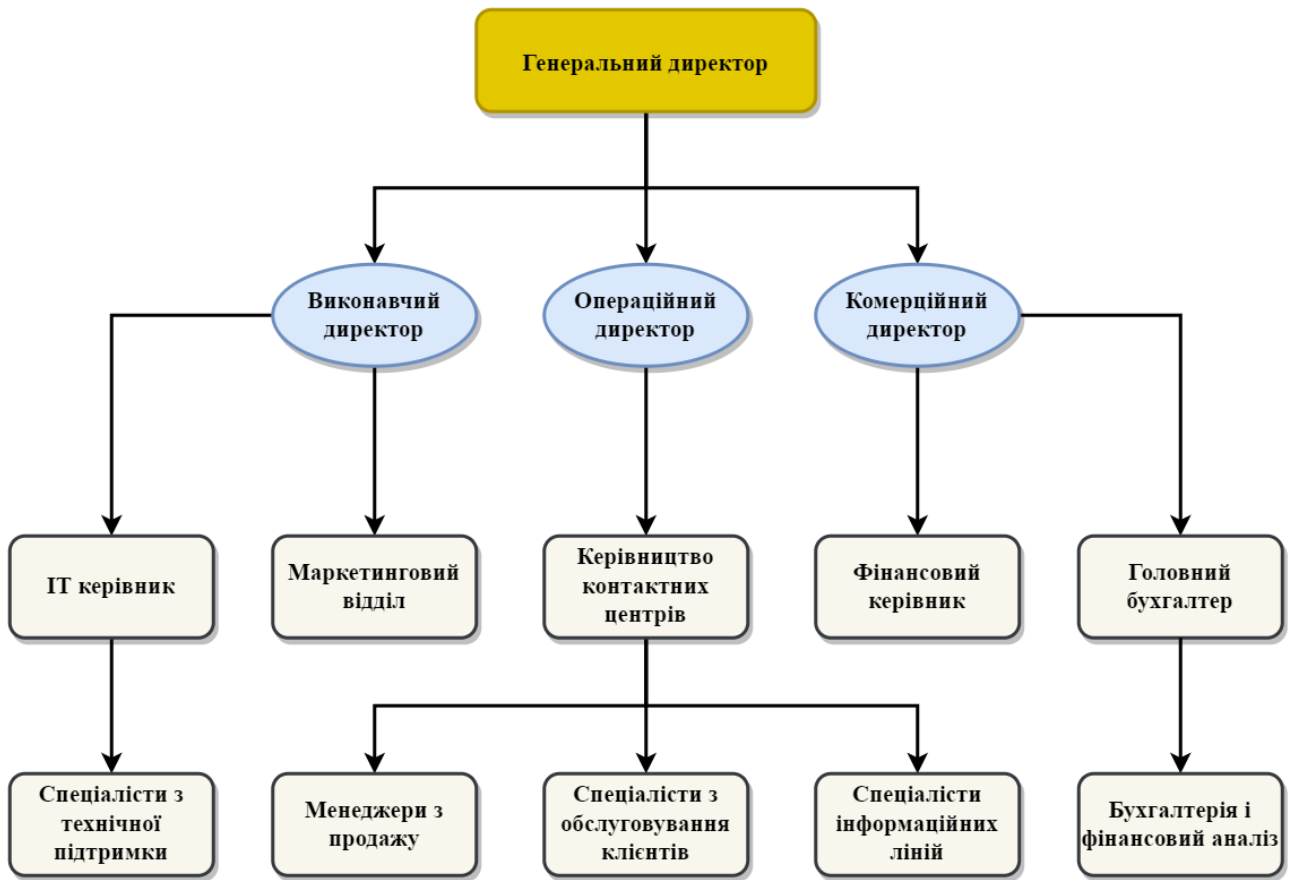 Генеральний директор
Виконавчий
директор
Операційний
директор
Комерційний
директор
ІТ керівник
Маркетинговий
відділ
Керівництво
контактних
центрів
Фінансовий
керівник
Головний
бухгалтер
Спеціалісти з
технічної
підтримки
Менеджери з
продажу
Спеціалісти з
обслуговування
клієнтів
Спеціалісти
інформаційних
ліній
Бухгалтерія і
фінансовий аналіз